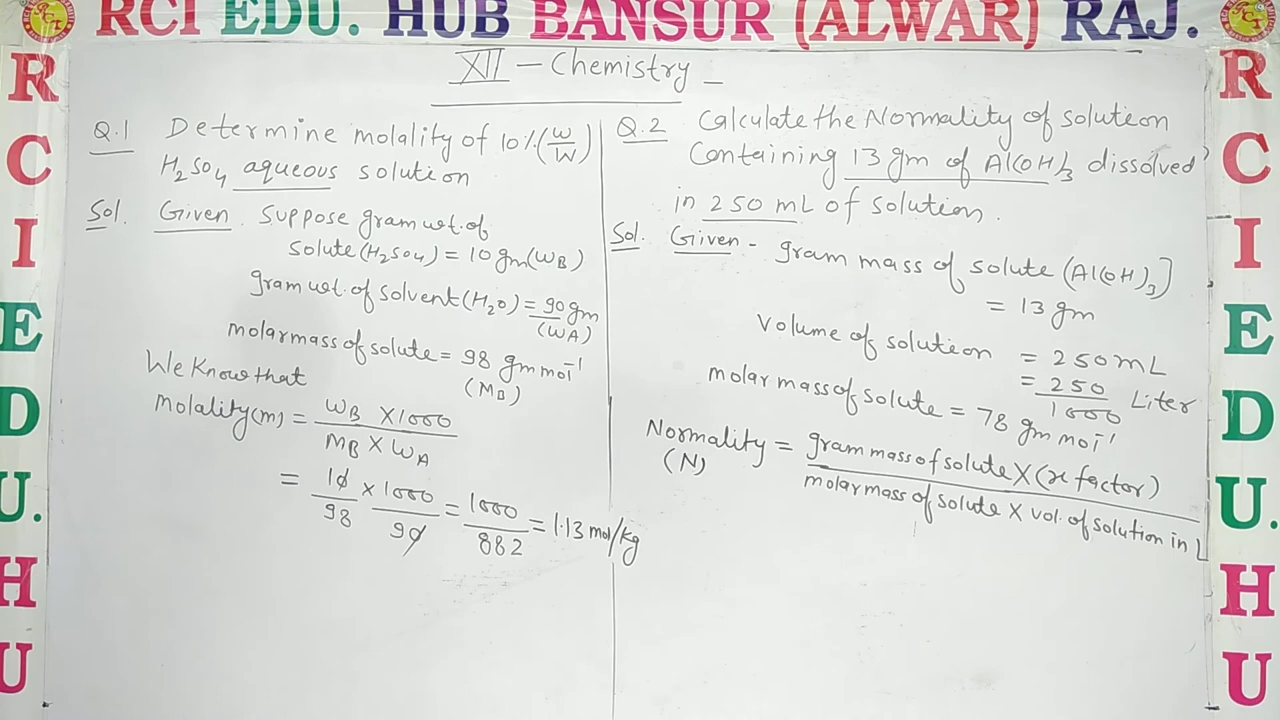 RCI EDU. HUB BANSUR (ALWAR) RAJ.
R
C
I
E
D
U.
H
U
XII - Chemistry -
Q.1 Determine molality of 10%(W/W)
H₂SO₄ aqueous solution
Sol. Given. Suppose gram wt. of
Solute(H₂SO₄) = 10 gm(WB)
Gram wt. of Solvent(H₂O) = 90 gm
(WA)
molar mass of solute = 98 gm mol⁻¹
(MB)
We Know that
Molality(m) = WB X1000
MB X WA
= 10/98 x 1000/90 = 1000/882 = 1.13 mol/kg
Q.2 Calculate the Normality of solution
Containing 13 gm of Al(OH)₃ dissolved
in 250 mL of solution.
Sol. Given - gram mass of solute (Al(OH)₃]
= 13 gm
Volume of solution = 250 mL
= 250/1000 Liter
molar mass of solute = 78 gm mol⁻¹
Normality = gram mass of solute X (x factor)
(N) molar mass of solute X vol. of solution in L
R
C
I
E
D
U.
H
U